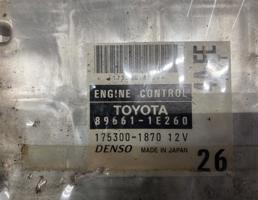 ENGINE CONTROL
TOYOTA
89661-1E260
175300-1870 12V
DENSO MADE IN JAPAN
26